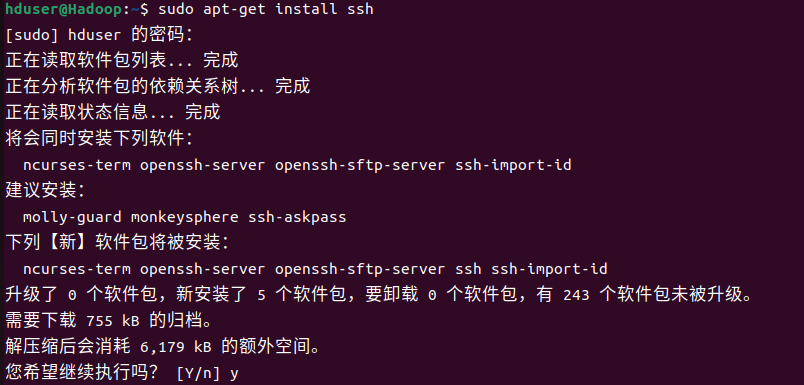 hduser@Hadoop:~$ sudo apt-get install ssh
[sudo] hduser 的密码：
正在读取软件包列表... 完成
正在分析软件包的依赖关系树... 完成
正在读取状态信息... 完成
将会同时安装下列软件：
  ncurses-term openssh-server openssh-sftp-server ssh-import-id
建议安装：
  molly-guard monkeysphere ssh-askpass
下列【新】软件包将被安装：
  ncurses-term openssh-server openssh-sftp-server ssh ssh-import-id
升级了 0 个软件包，新安装了 5 个软件包，要卸载 0 个软件包，有 243 个软件包未被升级。
需要下载 755 kB 的归档。
解压缩后会消耗 6,179 kB 的额外空间。
您希望继续执行吗？ [Y/n] y